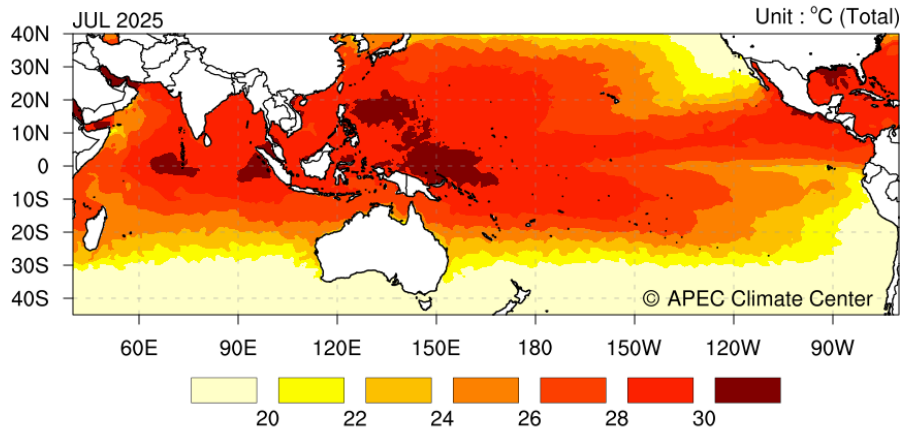 JUL 2025
Unit : °C (Total)
40N
30N
20N
10N
0
10S
20S
30S
40S
© APEC Climate Center
60E 90E 120E 150E 180 150W 120W 90W
20 22 24 26 28 30